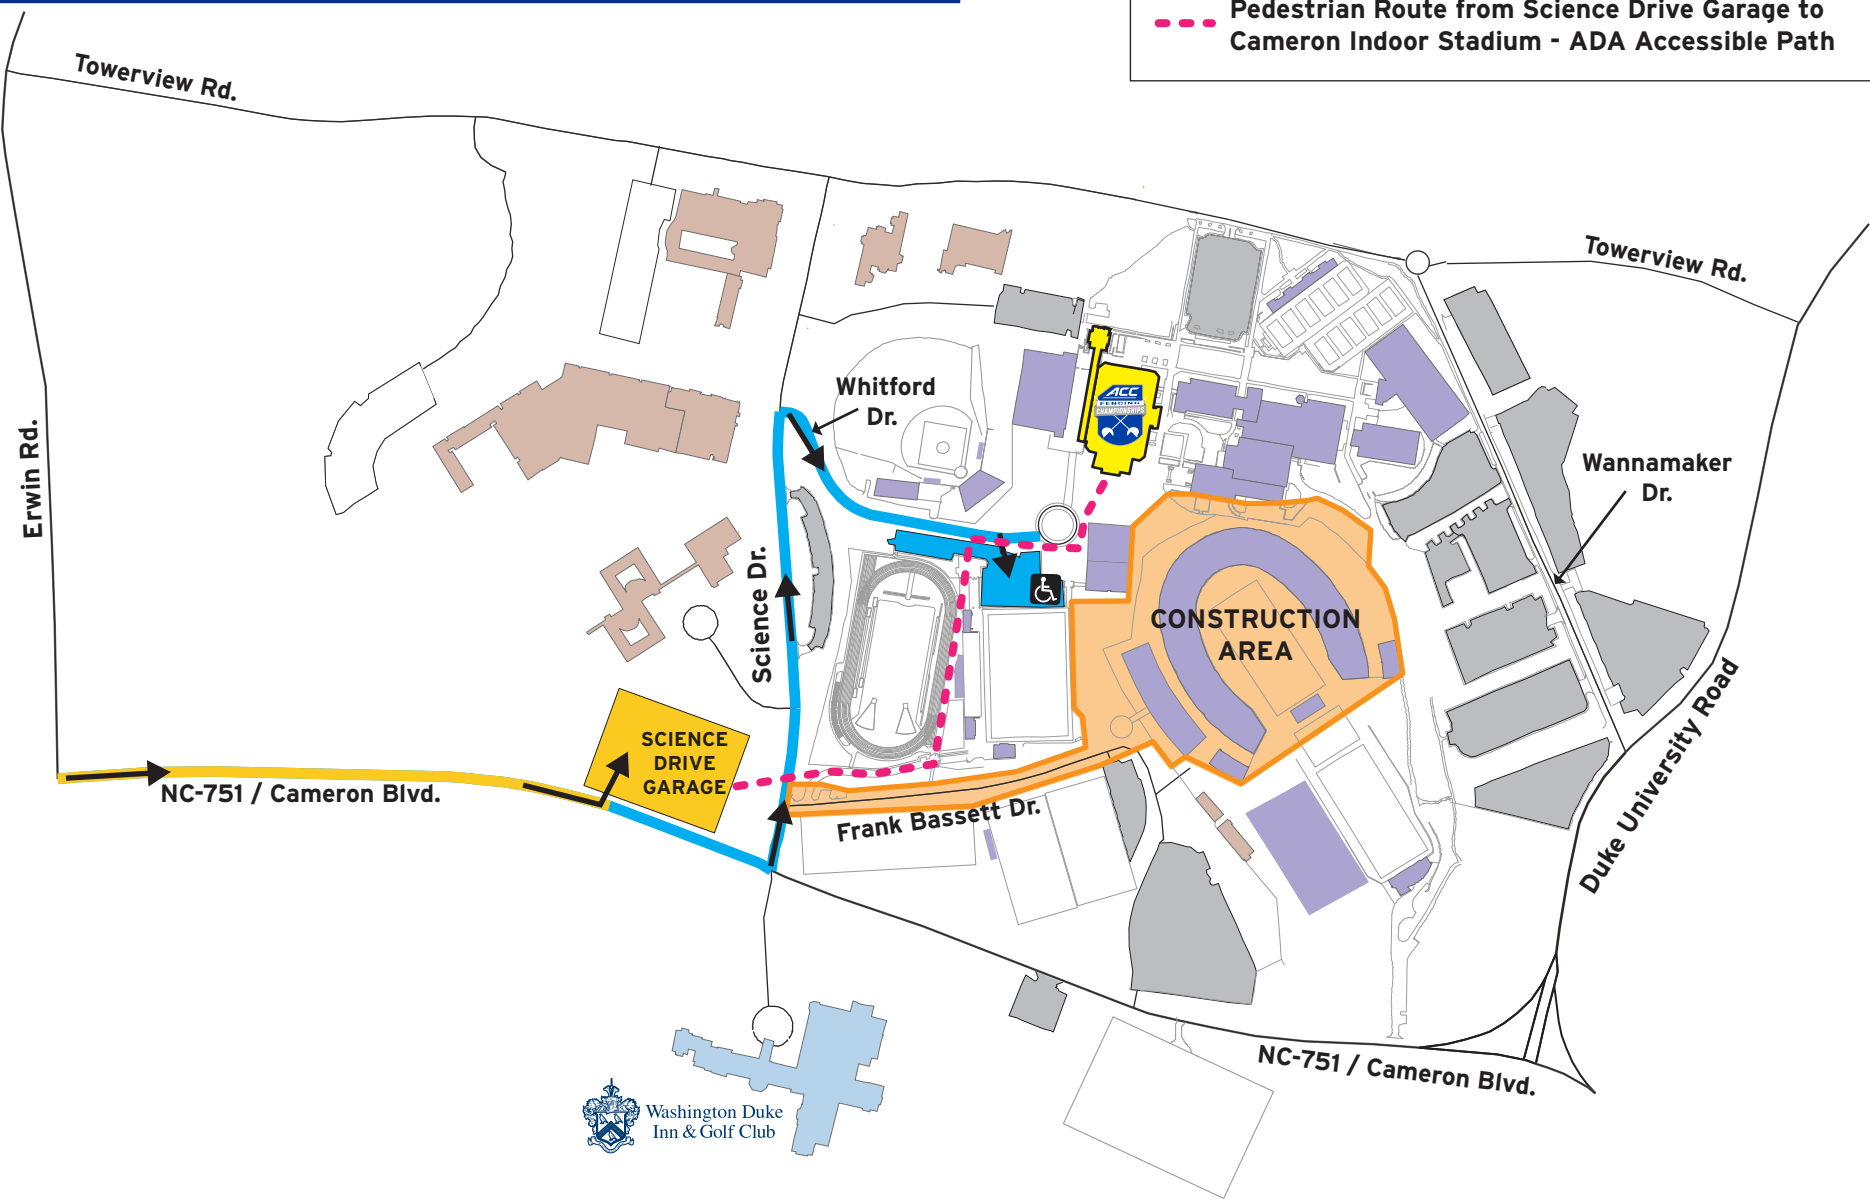 Pedestrian Route from Science Drive Garage to
Cameron Indoor Stadium - ADA Accessible Path
Towerview Rd.
Towerview Rd.
Whitford
Dr.
ACC
FENCING
CHAMPIONSHIPS
Erwin Rd.
Wannamaker
Dr.
Science Dr.
CONSTRUCTION
AREA
SCIENCE
DRIVE
GARAGE
NC-751 / Cameron Blvd.
Frank Bassett Dr.
Duke University Road
NC-751 / Cameron Blvd.
Washington Duke
Inn & Golf Club